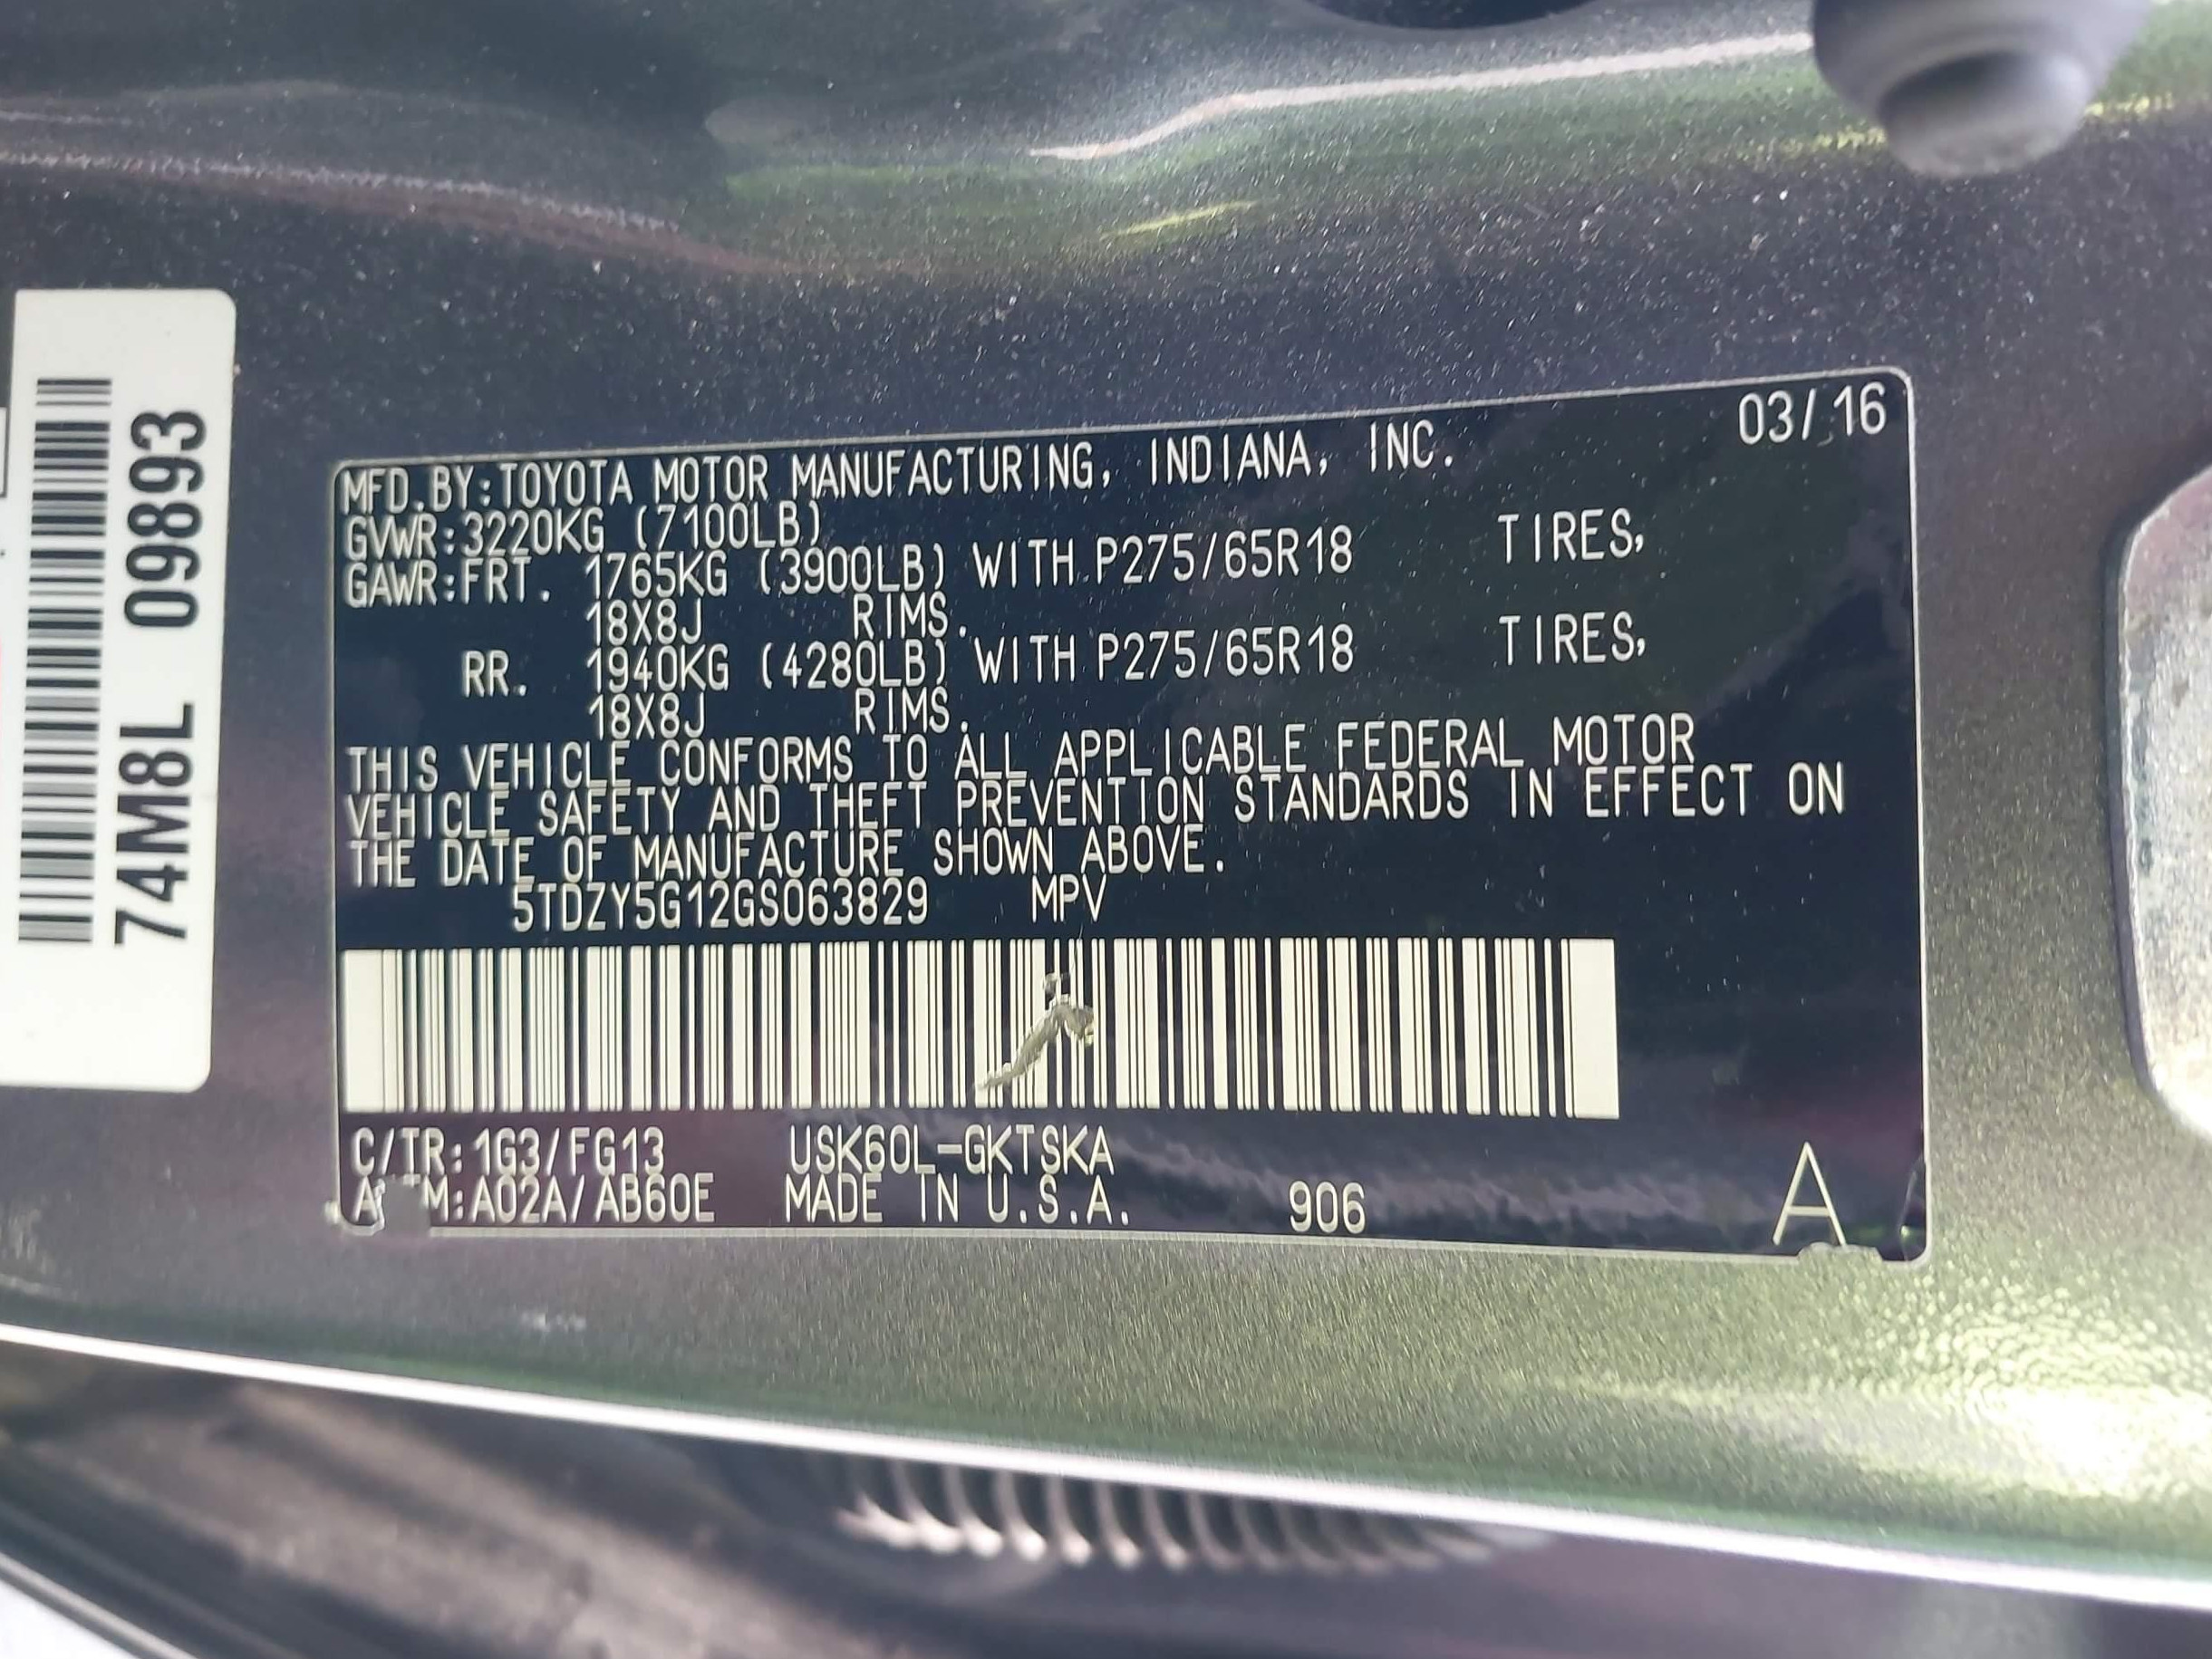 74M8L 09893
03/16
MFD.BY:TOYOTA MOTOR MANUFACTURING, INDIANA, INC.
GVWR:3220KG (7100LB)
GAWR:FRT. 1765KG (3900LB) WITH P275/65R18 TIRES,
18X8J RIMS.
RR. 1940KG (4280LB) WITH P275/65R18 TIRES,
18X8J RIMS.
THIS VEHICLE CONFORMS TO ALL APPLICABLE FEDERAL MOTOR
VEHICLE SAFETY AND THEFT PREVENTION STANDARDS IN EFFECT ON
THE DATE OF MANUFACTURE SHOWN ABOVE.
5TDZY5G12GS063829 MPV
C/TR:1G3/FG13 USK60L-GKTSKA
A02A/AB60E MADE IN U.S.A. 906
A